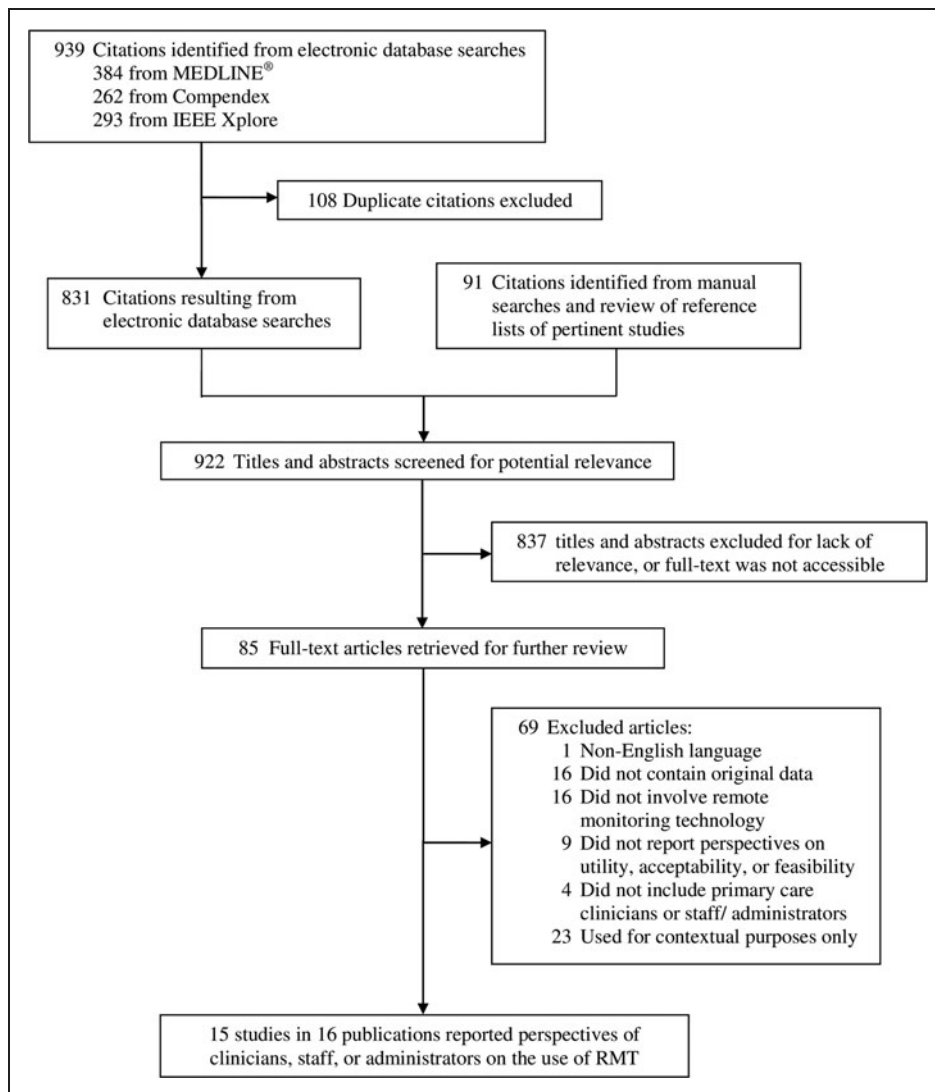 939 Citations identified from electronic database searches
384 from MEDLINE®
262 from Compendex
293 from IEEE Xplore
108 Duplicate citations excluded
831 Citations resulting from
electronic database searches
91 Citations identified from manual
searches and review of reference
lists of pertinent studies
922 Titles and abstracts screened for potential relevance
837 titles and abstracts excluded for lack of
relevance, or full-text was not accessible
85 Full-text articles retrieved for further review
69 Excluded articles:
1 Non-English language
16 Did not contain original data
16 Did not involve remote
monitoring technology
9 Did not report perspectives on
utility, acceptability, or feasibility
4 Did not include primary care
clinicians or staff/ administrators
23 Used for contextual purposes only
15 studies in 16 publications reported perspectives of
clinicians, staff, or administrators on the use of RMT